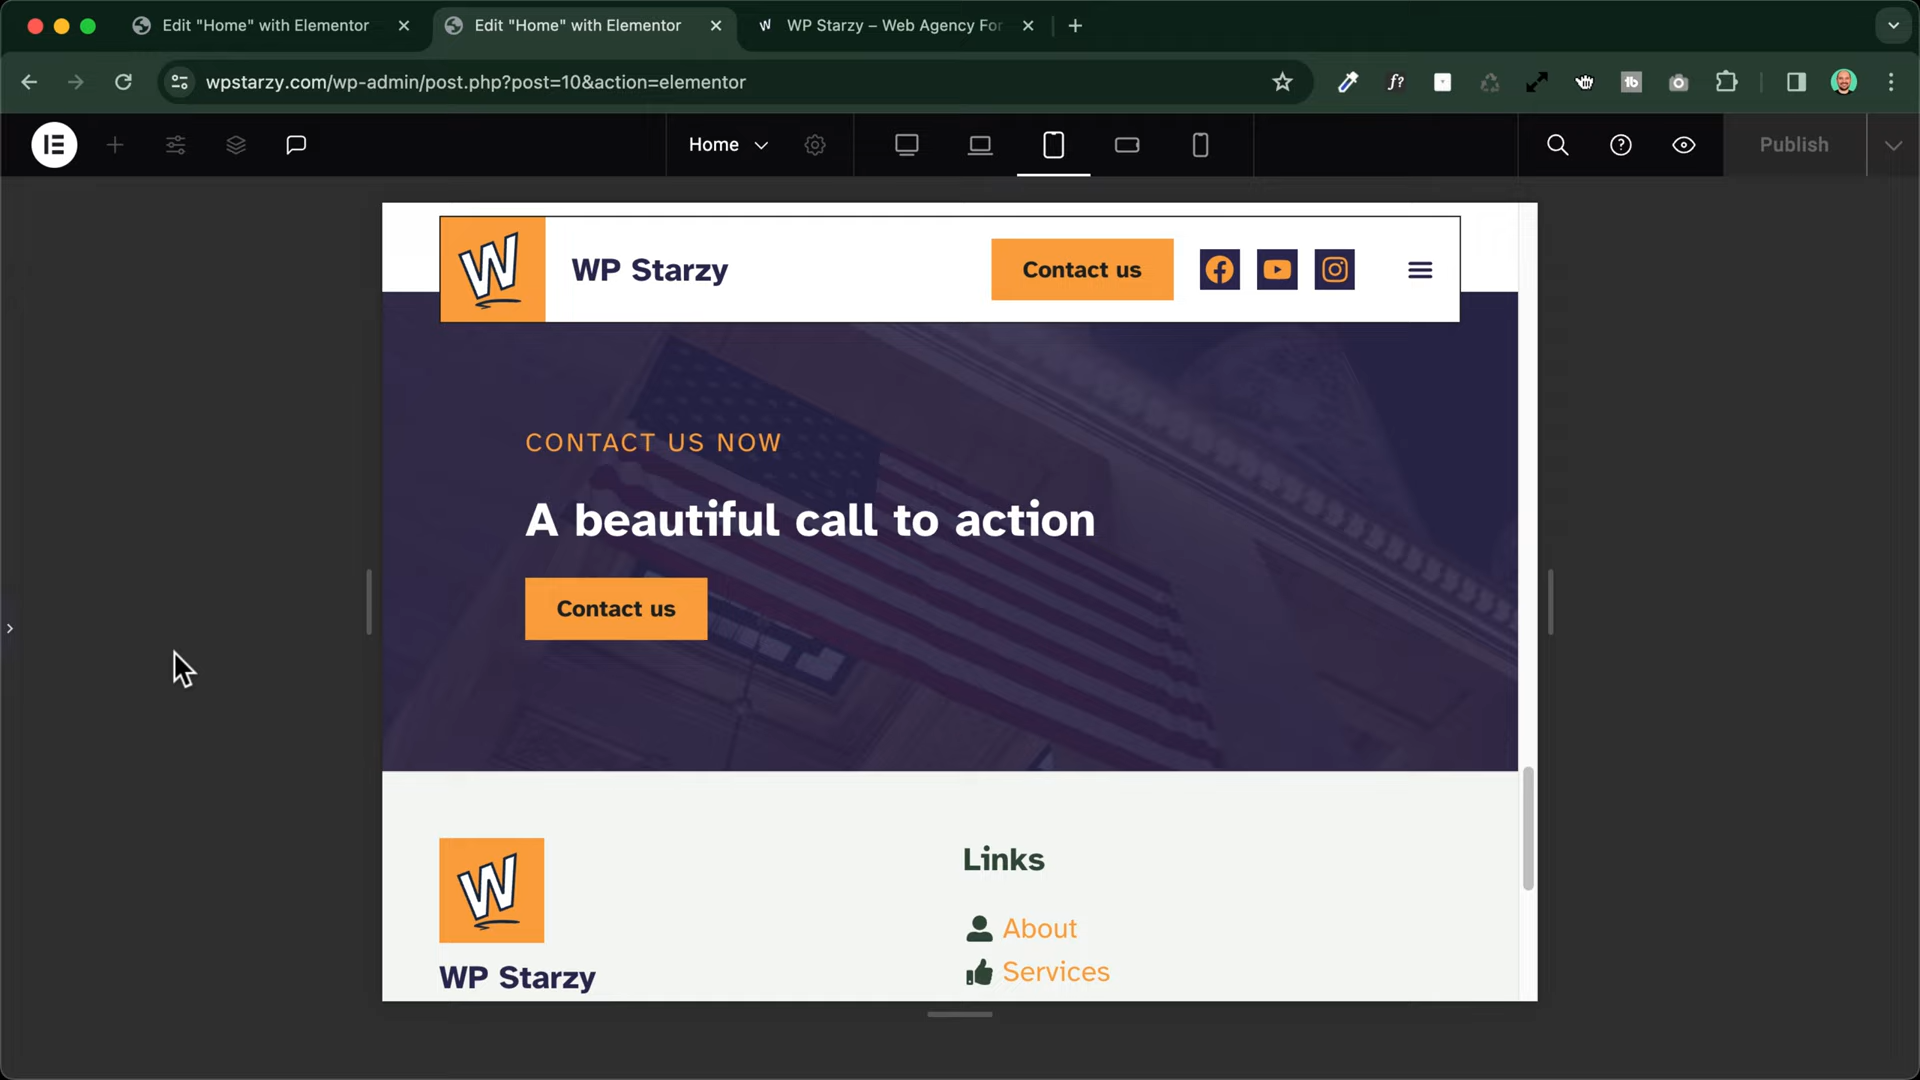 Edit "Home" with Elementor
Edit "Home" with Elementor
WP Starzy – Web Agency For
wpstarzy.com/wp-admin/post.php?post=10&action=elementor
f?
tb
Home
Publish
W
WP Starzy
Contact us
CONTACT US NOW
A beautiful call to action
Contact us
W
WP Starzy
Links
About
Services